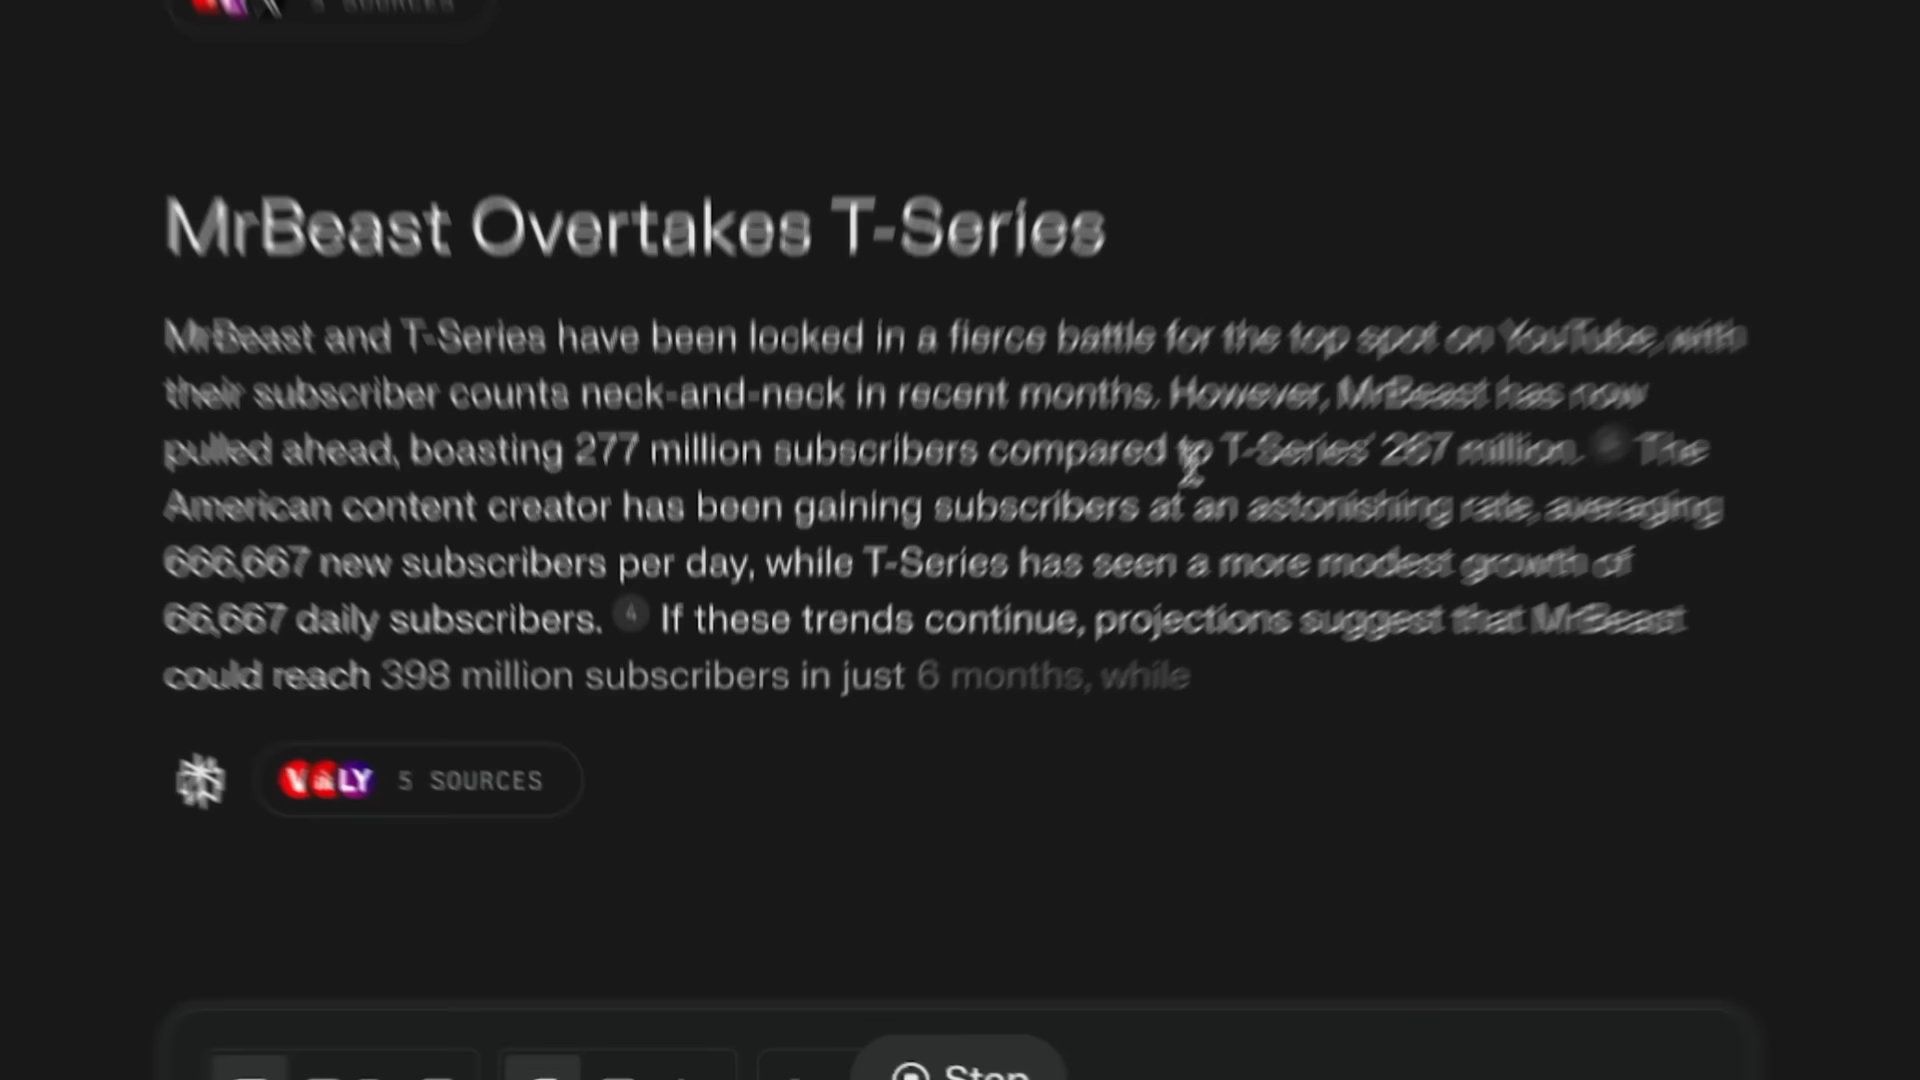 5 SOURCES
MrBeast Overtakes T-Series
MrBeast and T-Series have been locked in a fierce battle for the top spot on YouTube, with
their subscriber counts neck-and-neck in recent months. However, MrBeast has now
pulled ahead, boasting 277 million subscribers compared to T-Series' 267 million. The
American content creator has been gaining subscribers at an astonishing rate, averaging
666,667 new subscribers per day, while T-Series has seen a more modest growth of
66,667 daily subscribers. 4 If these trends continue, projections suggest that MrBeast
could reach 398 million subscribers in just 6 months, while
LY 5 SOURCES
Stop